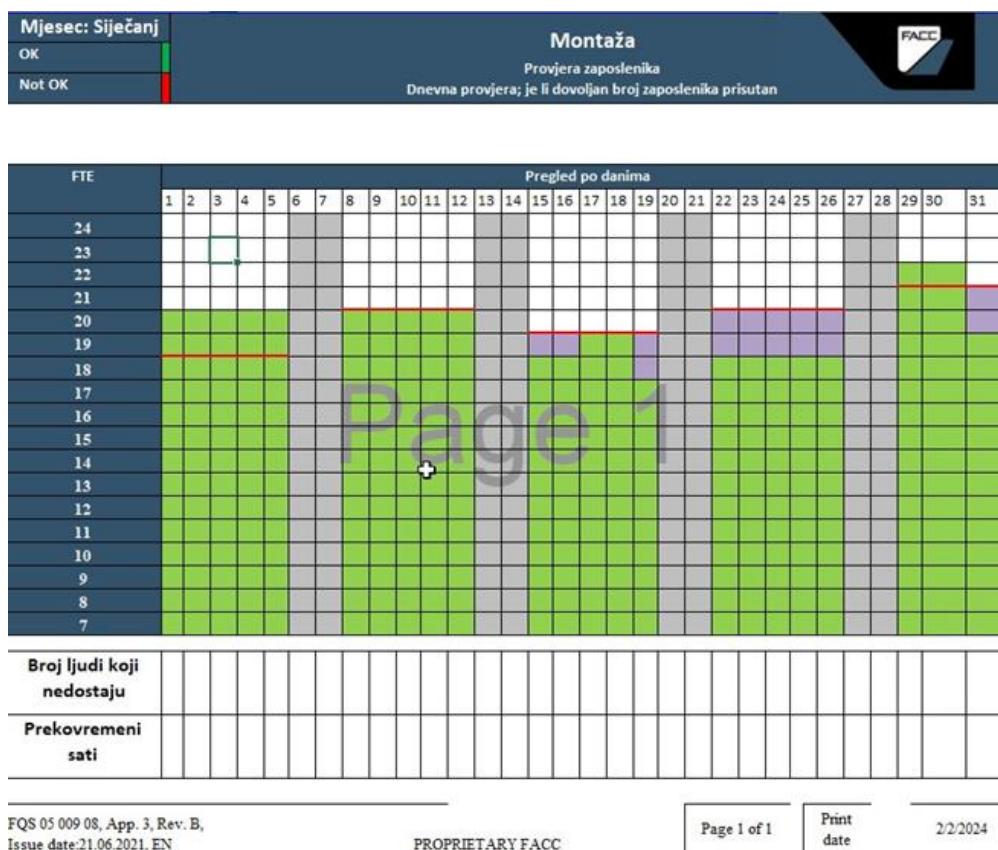 Mjesec: Siječanj
OK
Not OK
Montaža
Provjera zaposlenika
Dnevna provjera; je li dovoljan broj zaposlenika prisutan
FACC
FTE
Pregled po danima
1 2 3 4 5 6 7 8 9 10 11 12 13 14 15 16 17 18 19 20 21 22 23 24 25 26 27 28 29 30 31
24
23
22
21
20
19
18
17
16
15
14
13
12
11
10
9
8
7
Page 1
Broj ljudi koji
nedostaju
Prekovremeni
sati
FQS 05 009 08, App. 3, Rev. B,
Issue date:21.06.2021, EN
PROPRIETARY FACC
Page 1 of 1
Print
date
2/2/2024